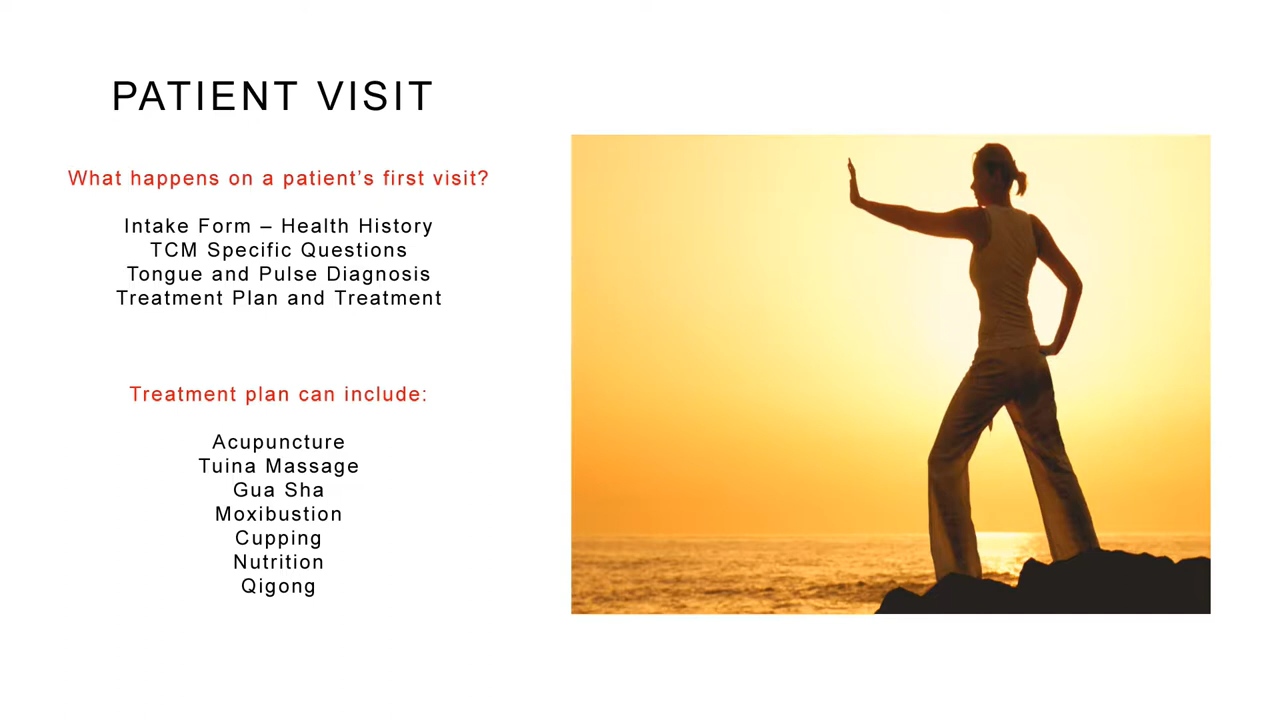 PATIENT VISIT
What happens on a patient’s first visit?
Intake Form – Health History
TCM Specific Questions
Tongue and Pulse Diagnosis
Treatment Plan and Treatment
Treatment plan can include:
Acupuncture
Tuina Massage
Gua Sha
Moxibustion
Cupping
Nutrition
Qigong